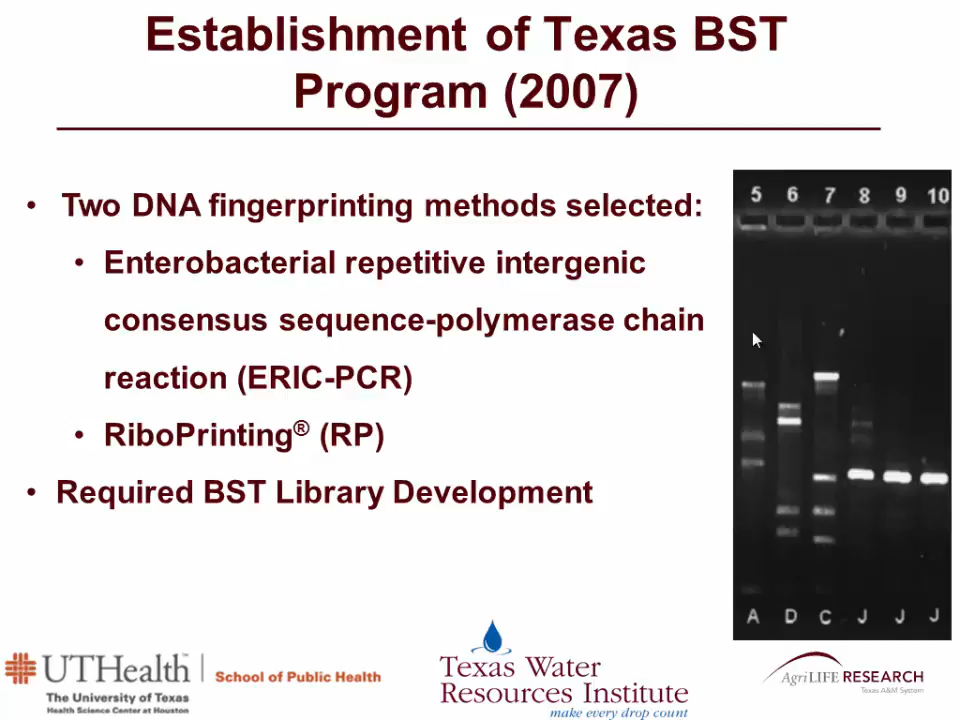 Establishment of Texas BST
Program (2007)
• Two DNA fingerprinting methods selected:
• Enterobacterial repetitive intergenic
consensus sequence-polymerase chain
reaction (ERIC-PCR)
• RiboPrinting® (RP)
• Required BST Library Development
5 6 7 8 9 10
A D C J J J
UTHealth™
The University of Texas
Health Science Center at Houston
School of Public Health
Texas Water
Resources Institute
make every drop count
AgriLIFE RESEARCH
Texas A&M System